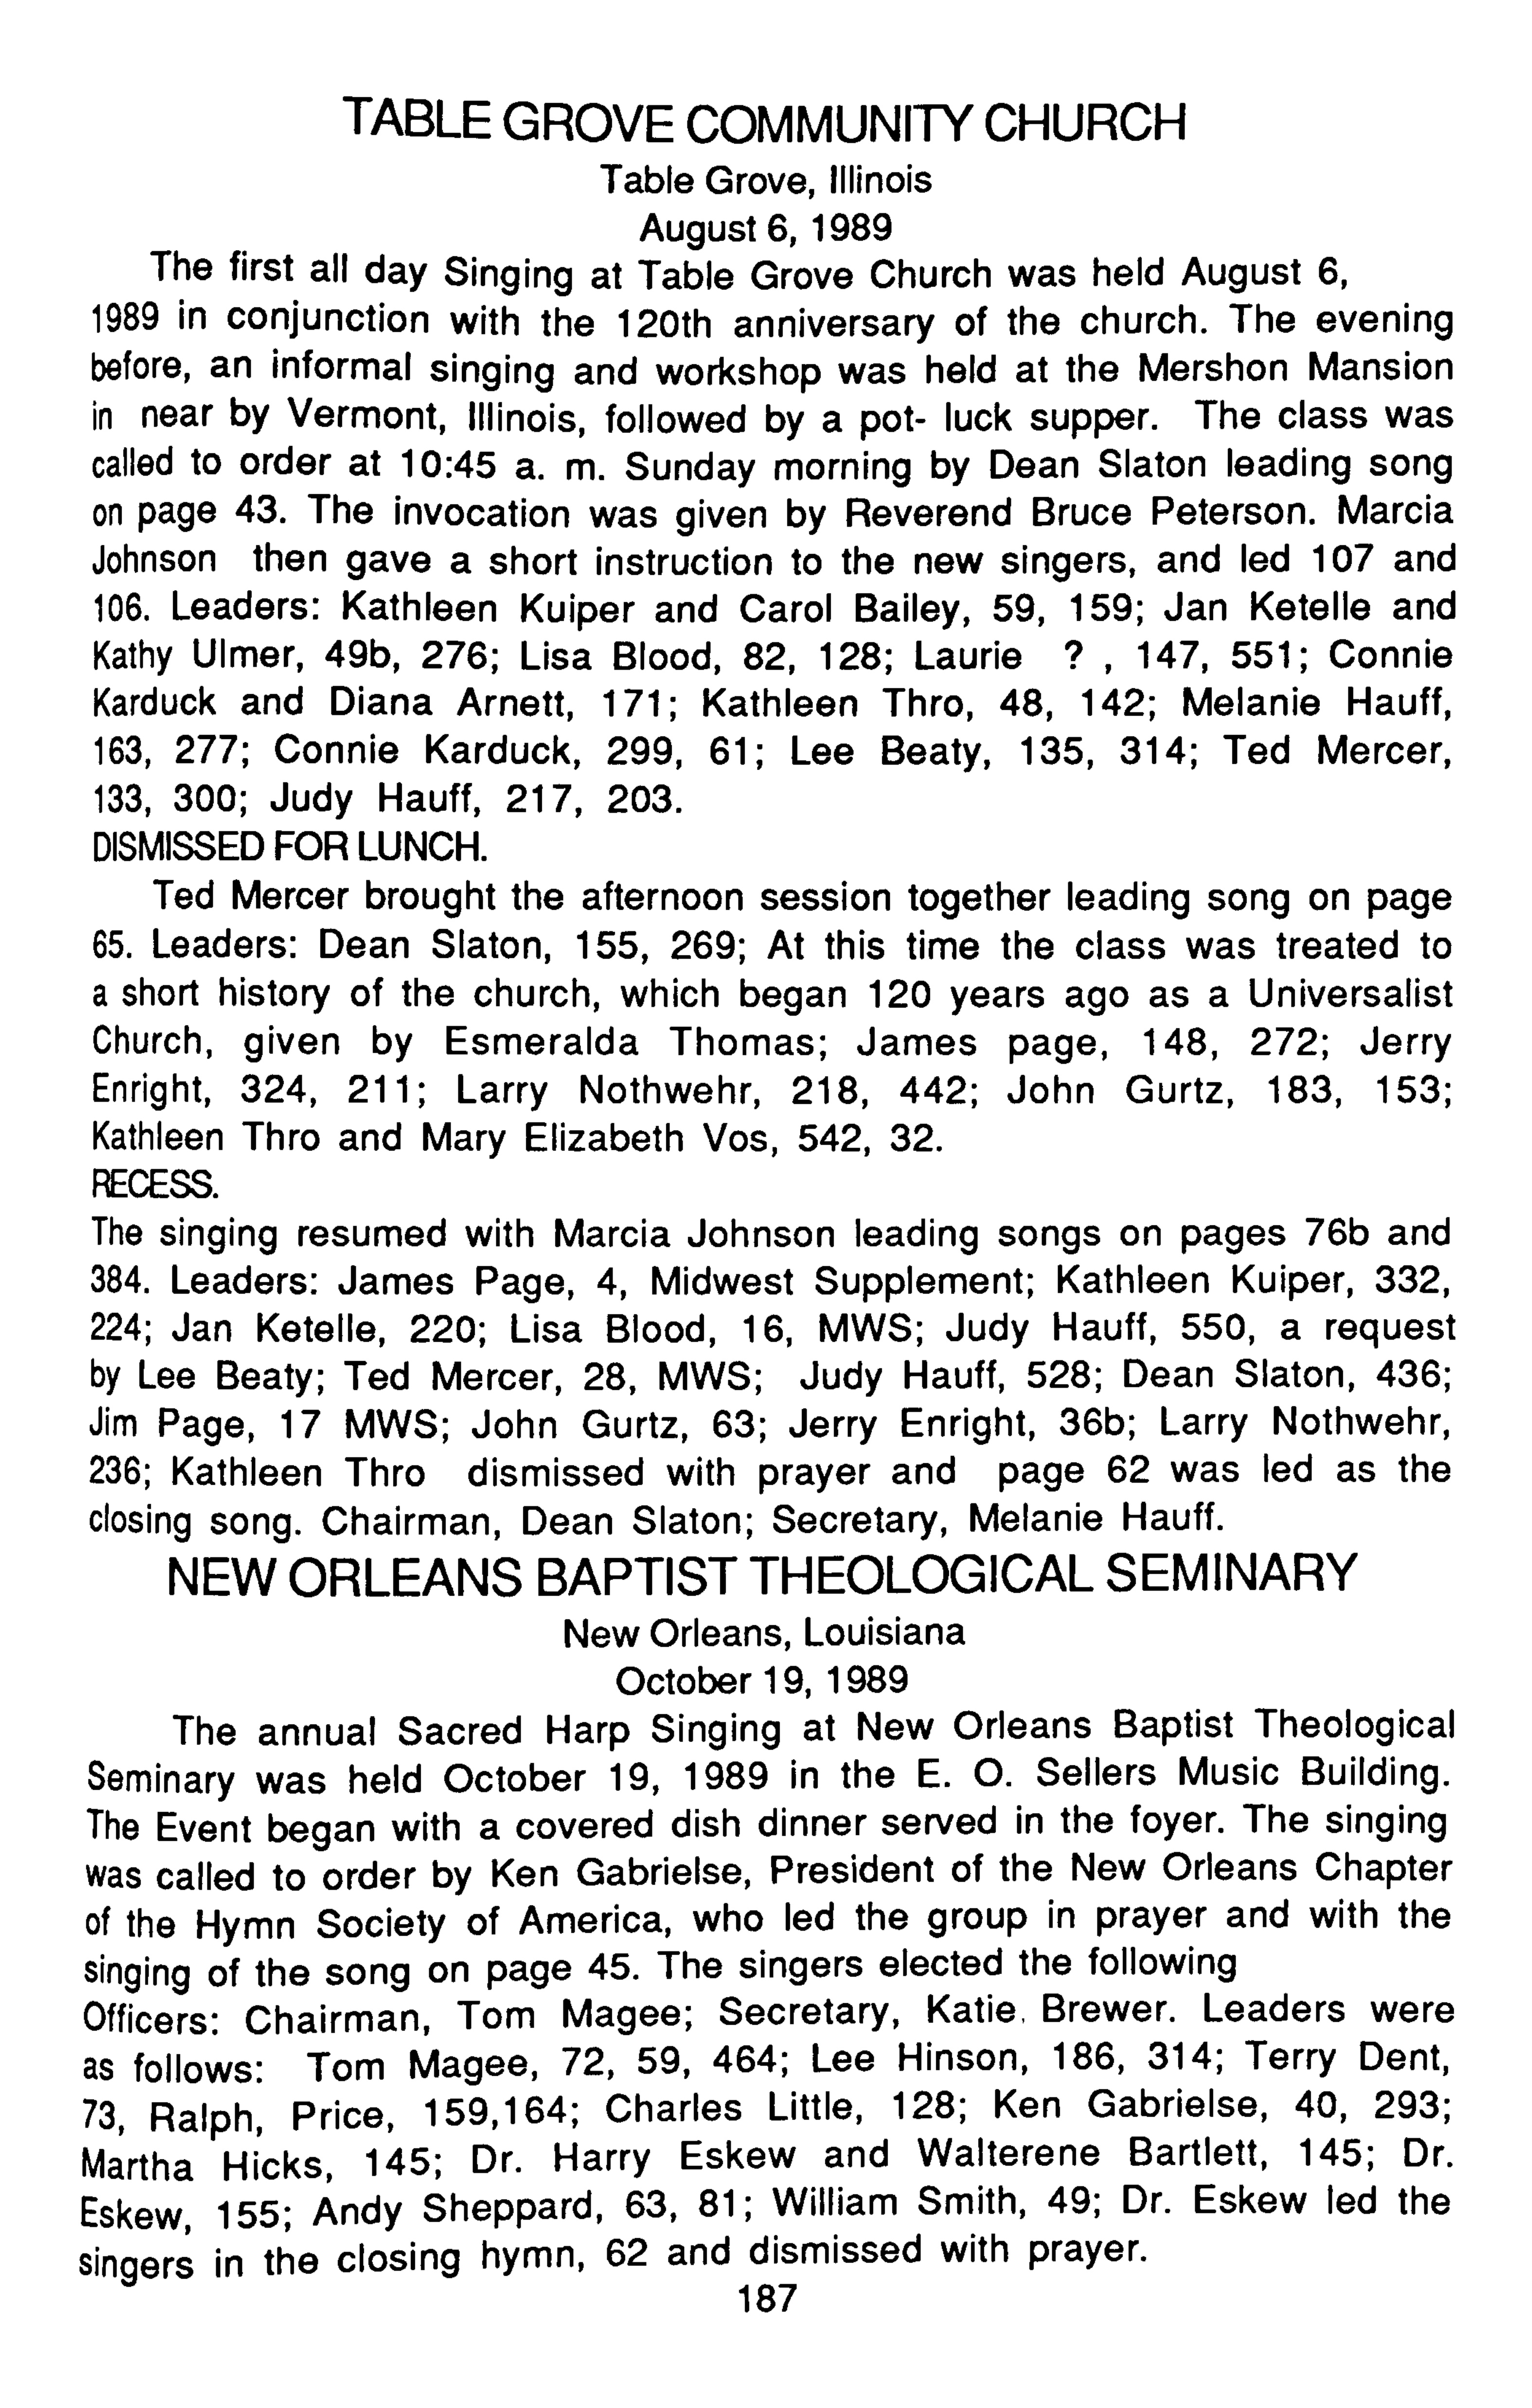 TABLE GROVE COMMUNITY CHURCH
Table Grove, Illinois
August 6, 1989
The first all day Singing at Table Grove Church was held August 6,
1989 in conjunction with the 120th anniversary of the church. The evening
before, an informal singing and workshop was held at the Mershon Mansion
in near by Vermont, Illinois, followed by a pot- luck supper. The class was
called to order at 10:45 a. m. Sunday morning by Dean Slaton leading song
on page 43. The invocation was given by Reverend Bruce Peterson. Marcia
Johnson then gave a short instruction to the new singers, and led 107 and
106. Leaders: Kathleen Kuiper and Carol Bailey, 59, 159; Jan Ketelle and
Kathy Ulmer, 49b, 276; Lisa Blood, 82, 128; Laurie ? , 147, 551; Connie
Karduck and Diana Arnett, 171; Kathleen Thro, 48, 142; Melanie Hauff,
163, 277; Connie Karduck, 299, 61; Lee Beaty, 135, 314; Ted Mercer,
133, 300; Judy Hauff, 217, 203.
DISMISSED FOR LUNCH.
Ted Mercer brought the afternoon session together leading song on page
65. Leaders: Dean Slaton, 155, 269; At this time the class was treated to
a short history of the church, which began 120 years ago as a Universalist
Church, given by Esmeralda Thomas; James page, 148, 272; Jerry
Enright, 324, 211; Larry Nothwehr, 218, 442; John Gurtz, 183, 153;
Kathleen Thro and Mary Elizabeth Vos, 542, 32.
RECESS.
The singing resumed with Marcia Johnson leading songs on pages 76b and
384. Leaders: James Page, 4, Midwest Supplement; Kathleen Kuiper, 332,
224; Jan Ketelle, 220; Lisa Blood, 16, MWS; Judy Hauff, 550, a request
by Lee Beaty; Ted Mercer, 28, MWS; Judy Hauff, 528; Dean Slaton, 436;
Jim Page, 17 MWS; John Gurtz, 63; Jerry Enright, 36b; Larry Nothwehr,
236; Kathleen Thro dismissed with prayer and page 62 was led as the
closing song. Chairman, Dean Slaton; Secretary, Melanie Hauff.
NEW ORLEANS BAPTIST THEOLOGICAL SEMINARY
New Orleans, Louisiana
October 19, 1989
The annual Sacred Harp Singing at New Orleans Baptist Theological
Seminary was held October 19, 1989 in the E. O. Sellers Music Building.
The Event began with a covered dish dinner served in the foyer. The singing
was called to order by Ken Gabrielse, President of the New Orleans Chapter
of the Hymn Society of America, who led the group in prayer and with the
singing of the song on page 45. The singers elected the following
Officers: Chairman, Tom Magee; Secretary, Katie. Brewer. Leaders were
as follows: Tom Magee, 72, 59, 464; Lee Hinson, 186, 314; Terry Dent,
73, Ralph, Price, 159,164; Charles Little, 128; Ken Gabrielse, 40, 293;
Martha Hicks, 145; Dr. Harry Eskew and Walterene Bartlett, 145; Dr.
Eskew, 155; Andy Sheppard, 63, 81; William Smith, 49; Dr. Eskew led the
singers in the closing hymn, 62 and dismissed with prayer.
187